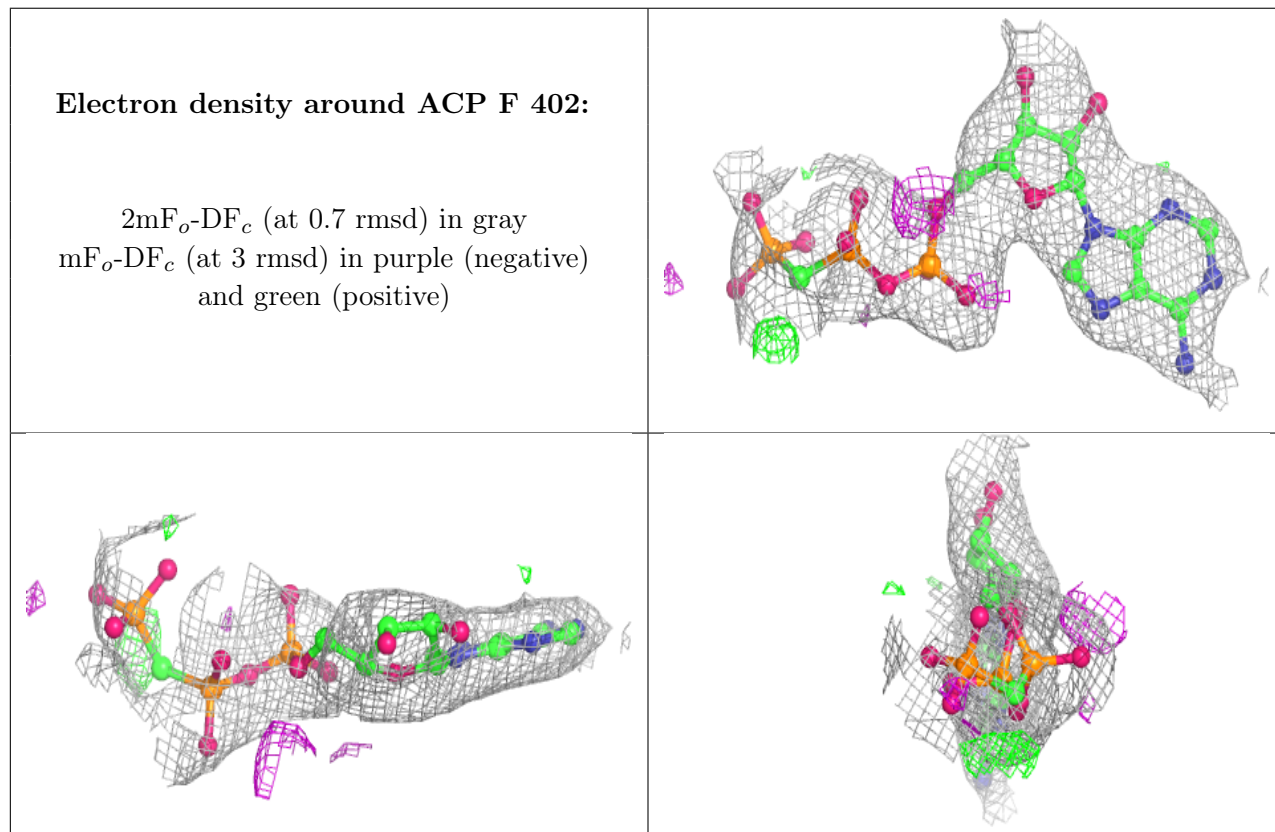 Electron density around ACP F 402:
2mFo-DFc (at 0.7 rmsd) in gray
mFo-DFc (at 3 rmsd) in purple (negative)
and green (positive)